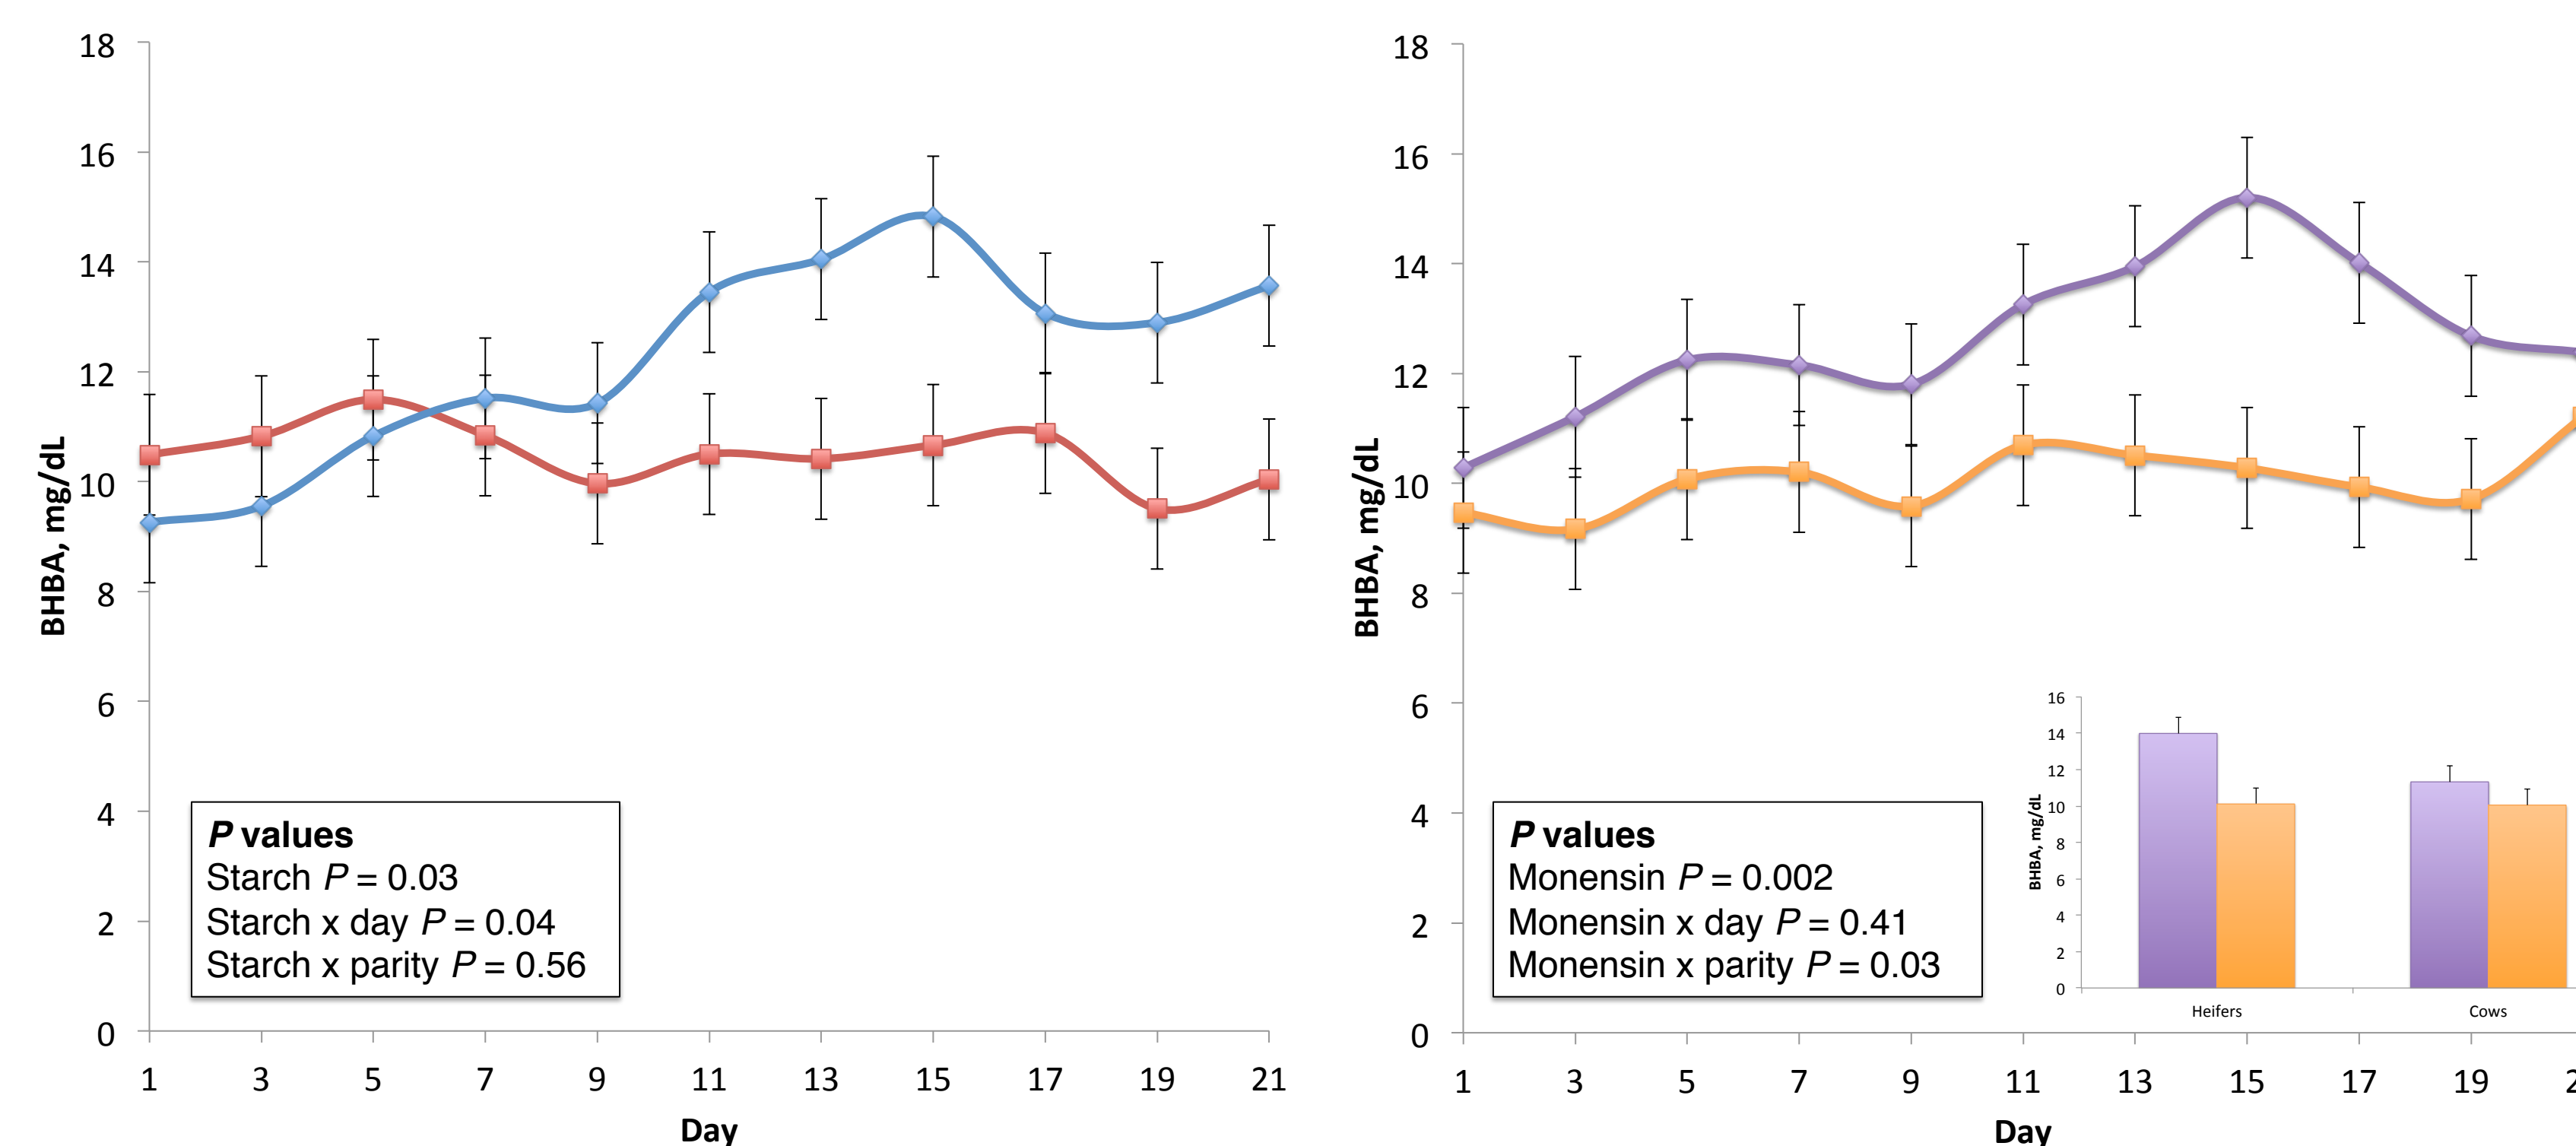 18
16
14
12
10
8
6
4
2
0
BHBA, mg/dL
P values
Starch P = 0.03
Starch x day P = 0.04
Starch x parity P = 0.56
1 3 5 7 9 11 13 15 17 19 21
Day
18
16
14
12
10
8
6
4
2
0
BHBA, mg/dL
P values
Monensin P = 0.002
Monensin x day P = 0.41
Monensin x parity P = 0.03
16
14
12
10
8
6
4
2
0
BHBA, mg/dL
Heifers Cows
1 3 5 7 9 11 13 15 17 19
Day